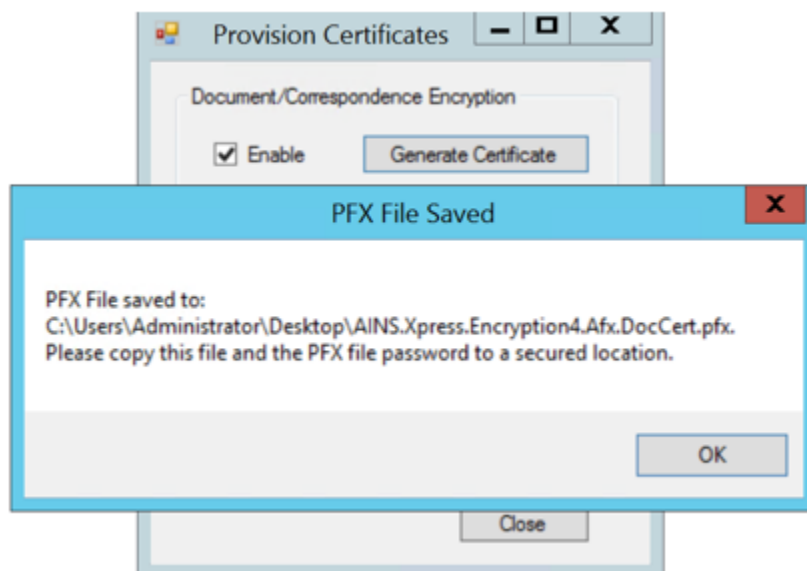 Provision Certificates
Document/Correspondence Encryption
Enable
Generate Certificate
PFX File Saved
PFX File saved to:
C:\Users\Administrator\Desktop\AINS.Xpress.Encryption4.Afx.DocCert.pfx.
Please copy this file and the PFX file password to a secured location.
OK
Close